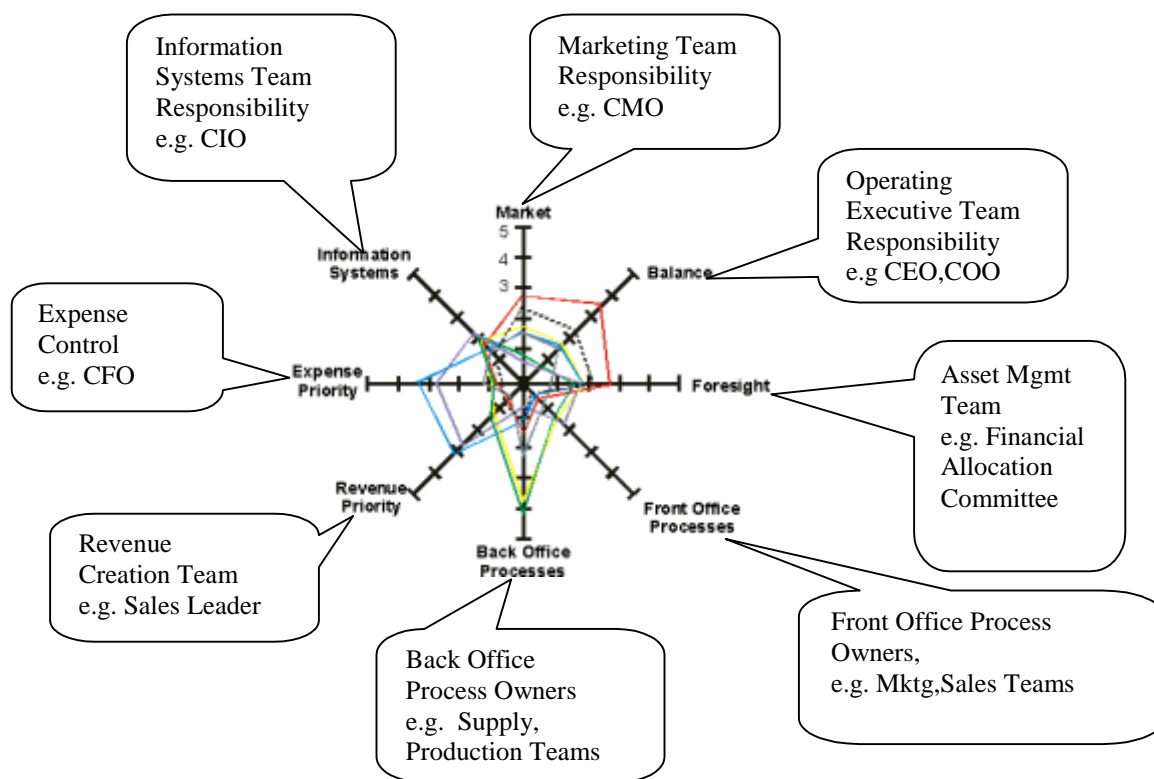 Information
Systems Team
Responsibility
e.g. CIO
Marketing Team
Responsibility
e.g. CMO
Operating
Executive Team
Responsibility
e.g CEO,COO
Market
5
4
3
Information
Systems
Balance
Expense
Control
e.g. CFO
Expense
Priority
Foresight
Asset Mgmt
Team
e.g. Financial
Allocation
Committee
Revenue
Priority
Front Office
Processes
Back Office
Processes
Revenue
Creation Team
e.g. Sales Leader
Back Office
Process Owners
e.g. Supply,
Production Teams
Front Office Process
Owners,
e.g. Mktg,Sales Teams